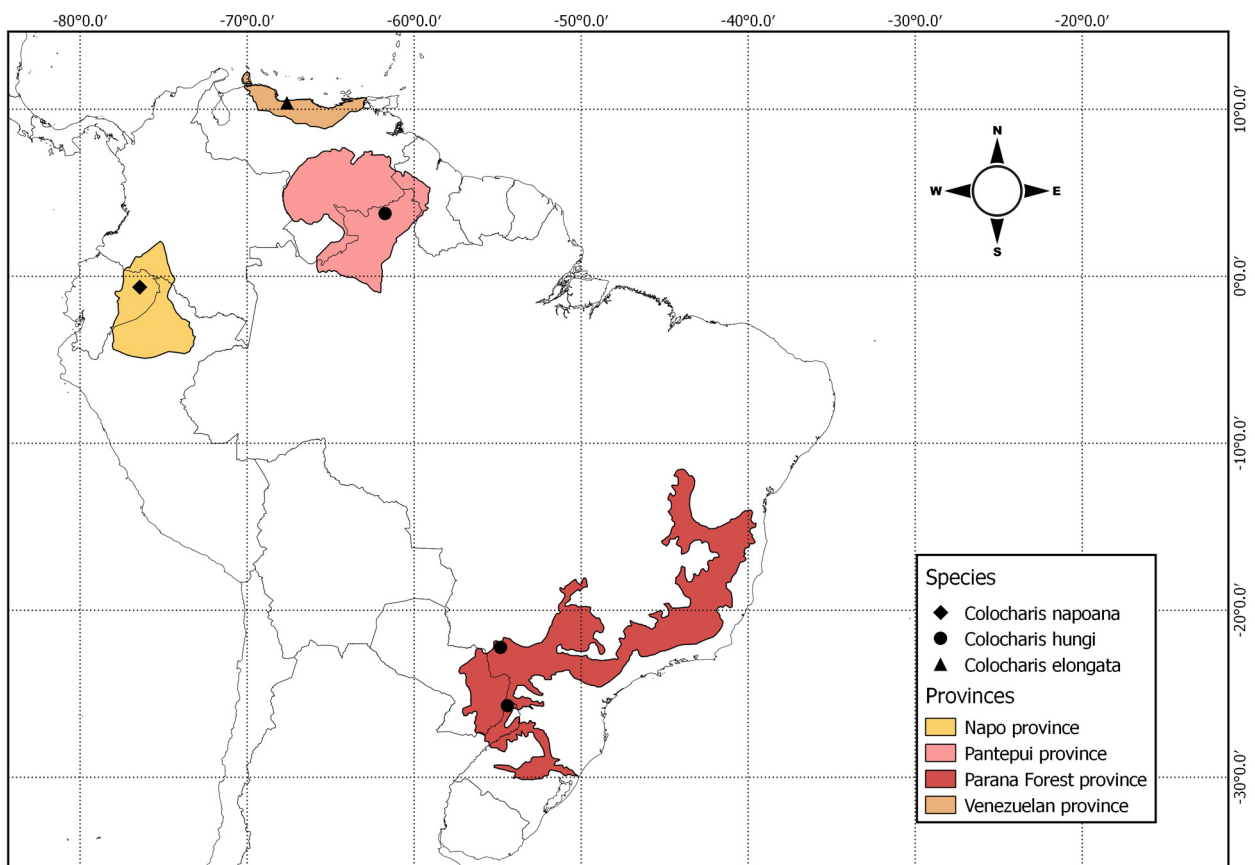 -80°0.0' -70°0.0' -60°0.0' -50°0.0' -40°0.0' -30°0.0' -20°0.0'
10°0.0'
0°0.0'
-10°0.0'
-20°0.0'
-30°0.0'
N
W E
S
Species
Colocharis napoana
Colocharis hungi
Colocharis elongata
Provinces
Napo province
Pantepui province
Parana Forest province
Venezuelan province